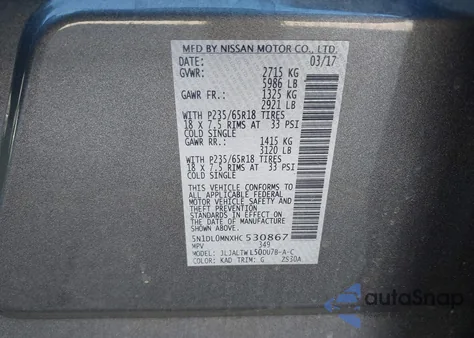 MFD BY NISSAN MOTOR CO., LTD.
DATE: 03/17
GVWR: 2715 KG
5986 LB
GAWR FR.: 1325 KG
2921 LB
WITH P235/65R18 TIRES
18 X 7.5 RIMS AT 33 PSI
COLD SINGLE
GAWR RR.: 1415 KG
3120 LB
WITH P235/65R18 TIRES
18 X 7.5 RIMS AT 33 PSI
COLD SINGLE
THIS VEHICLE CONFORMS TO
ALL APPLICABLE FEDERAL
MOTOR VEHICLE SAFETY AND
THEFT PREVENTION STANDARDS
IN EFFECT ON THE DATE OF
MANUFACTURE SHOWN ABOVE
5N1DL0MNXHC530867
MPV 349
MODEL: JLJALTWL50UU78-A-C
COLOR: KAD TRIM: G 2S30A
autoSnap